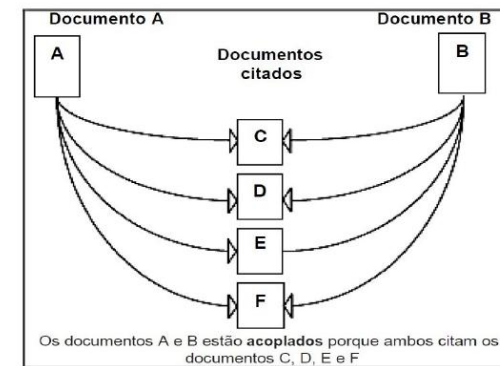 Documento A
Documento B
A
Documentos
citados
B
C
D
E
F
Os documentos A e B estão acoplados porque ambos citam os
documentos C, D, E e F